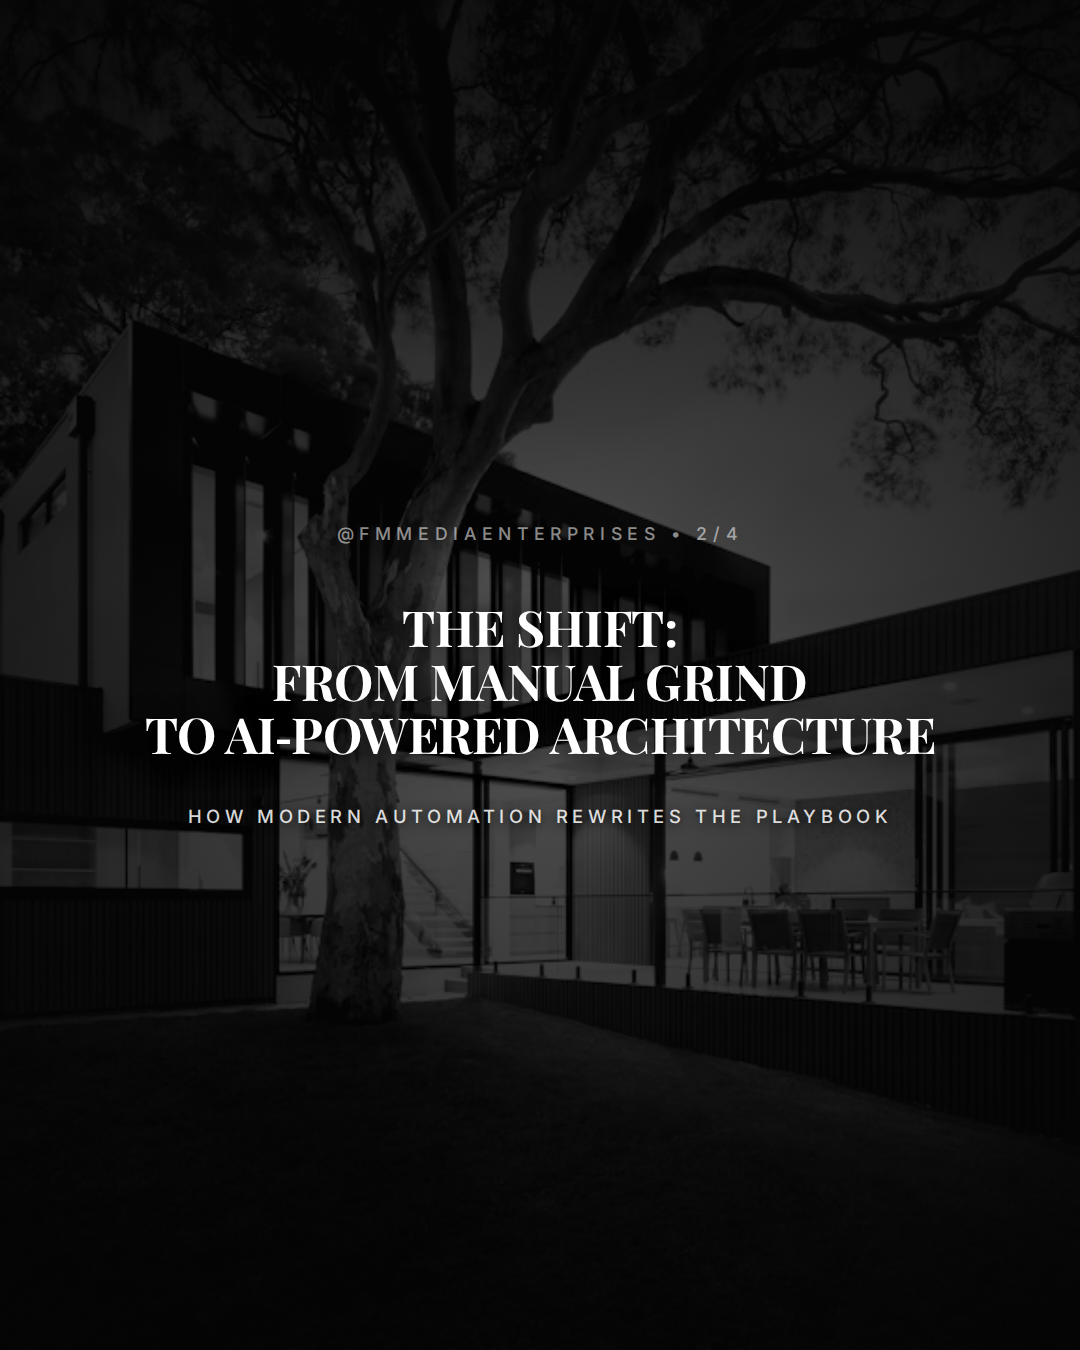 @FMMEDIAENTERPRISES • 2/4
THE SHIFT:
FROM MANUAL GRIND
TO AI-POWERED ARCHITECTURE
HOW MODERN AUTOMATION REWRITES THE PLAYBOOK